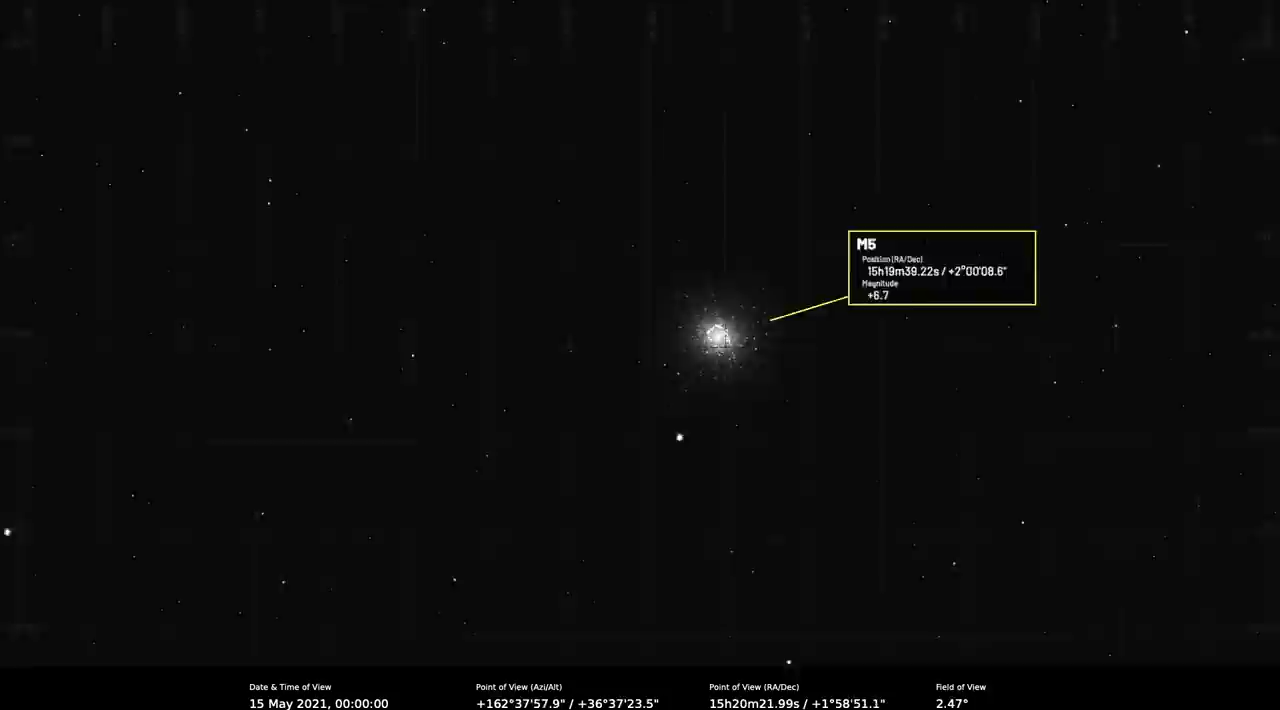 M5
Position (RA/Dec)
15h19m39.22s / +2°00'08.6"
Magnitude
+6.7
Date & Time of View
15 May 2021, 00:00:00
Point of View (Azi/Alt)
+162°37'57.9" / +36°37'23.5"
Point of View (RA/Dec)
15h20m21.99s / +1°58'51.1"
Field of View
2.47°